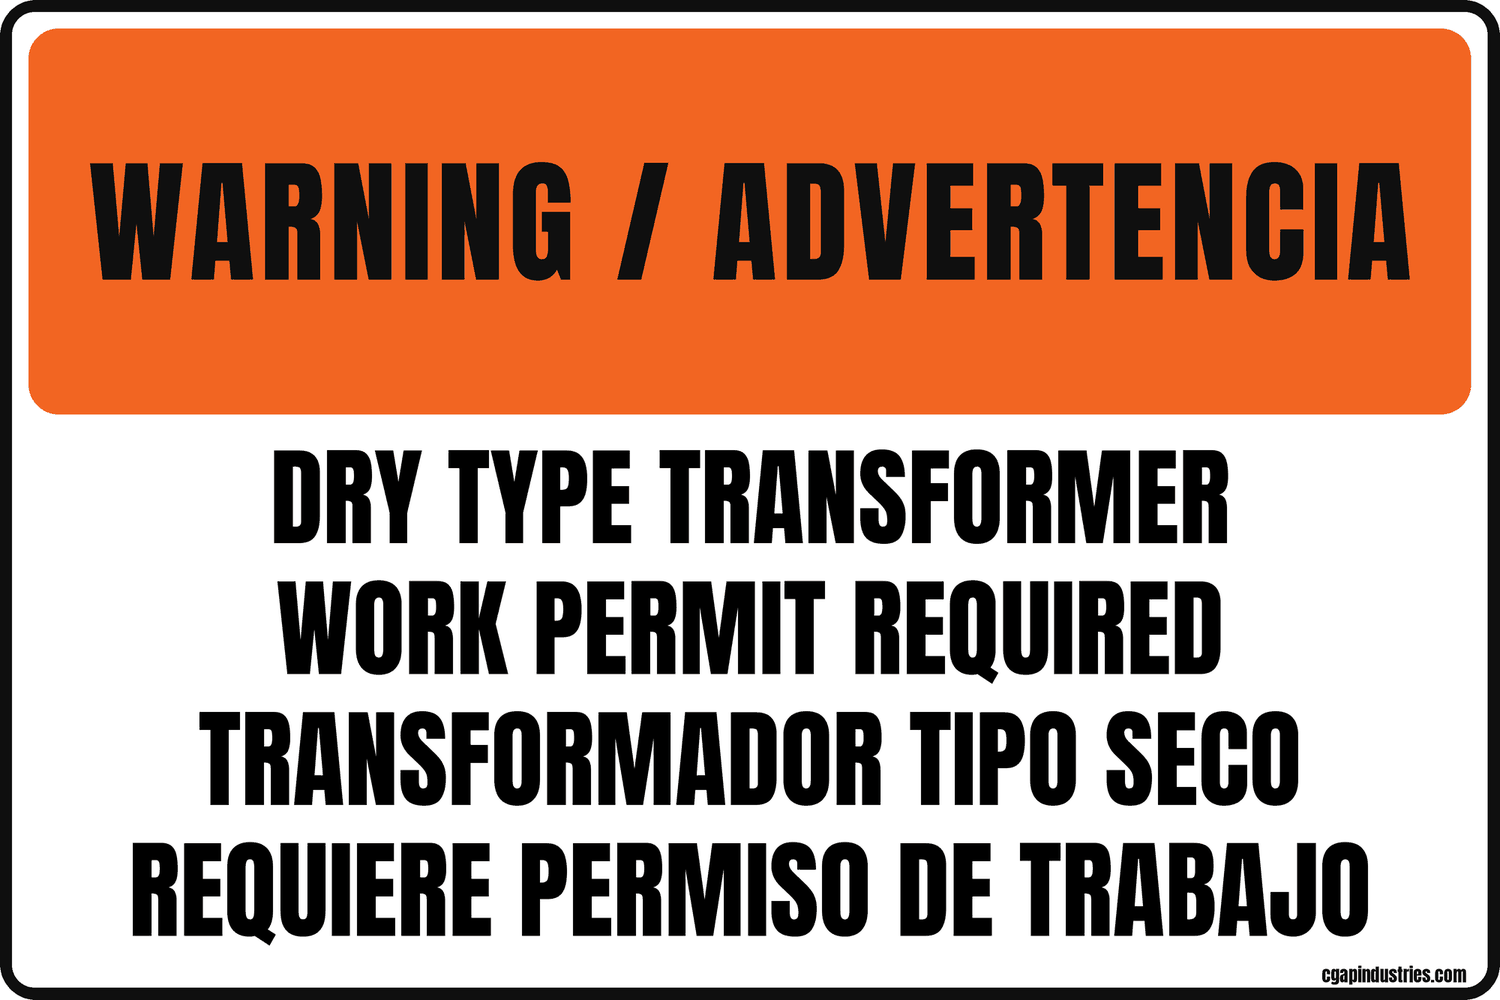 WARNING / ADVERTENCIA
DRY TYPE TRANSFORMER
WORK PERMIT REQUIRED
TRANSFORMADOR TIPO SECO
REQUIERE PERMISO DE TRABAJO
cgapindustries.com